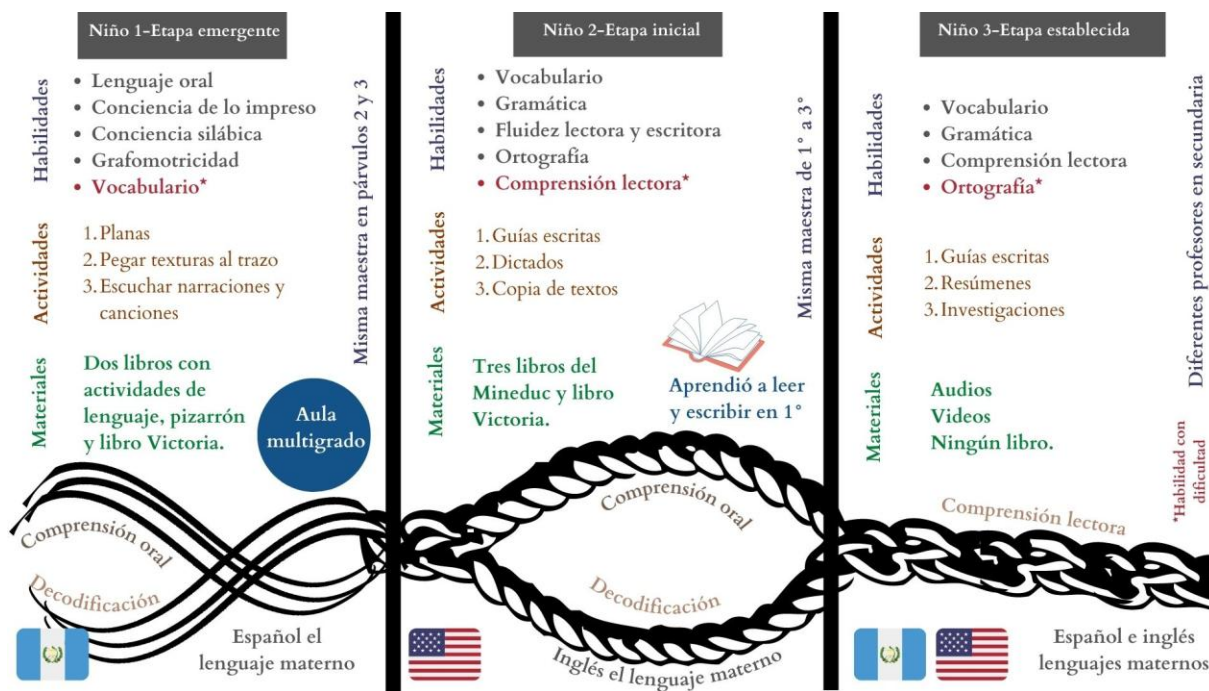 Niño 1-Etapa emergente
Habilidades
• Lenguaje oral
• Conciencia de lo impreso
• Conciencia silábica
• Grafomotricidad
• Vocabulario*
Actividades
1. Planas
2. Pegar texturas al trazo
3. Escuchar narraciones y
canciones
Materiales
Dos libros con
actividades de
lenguaje, pizarrón
y libro Victoria.
Misma maestra en párvulos 2 y 3
Aula
multigrado
Comprensión oral
Decodificación
Español el
lenguaje materno
Niño 2-Etapa inicial
Habilidades
• Vocabulario
• Gramática
• Fluidez lectora y escritora
• Ortografía
• Comprensión lectora*
Actividades
1. Guías escritas
2. Dictados
3. Copia de textos
Materiales
Tres libros del
Mineduc y libro
Victoria.
Misma maestra de 1° a 3°
Aprendió a leer
y escribir en 1°
Comprensión oral
Decodificación
Inglés el lenguaje materno
Niño 3-Etapa establecida
Habilidades
• Vocabulario
• Gramática
• Comprensión lectora
• Ortografía*
Actividades
1. Guías escritas
2. Resúmenes
3. Investigaciones
Materiales
Audios
Videos
Ningún libro.
Diferentes profesores en secundaria
*Habilidad con
dificultad
Comprensión lectora
Español e inglés
lenguajes maternos